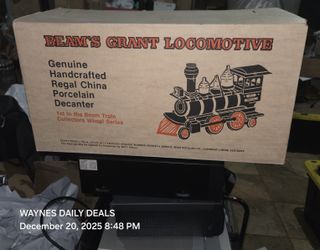 BEAM'S GRANT LOCOMOTIVE
Genuine
Handcrafted
Regal China
Porcelain
Decanter
1st in the Beam Train
Collectors Wheel Series
WAYNES DAILY DEALS
December 20, 2025 8:48 PM